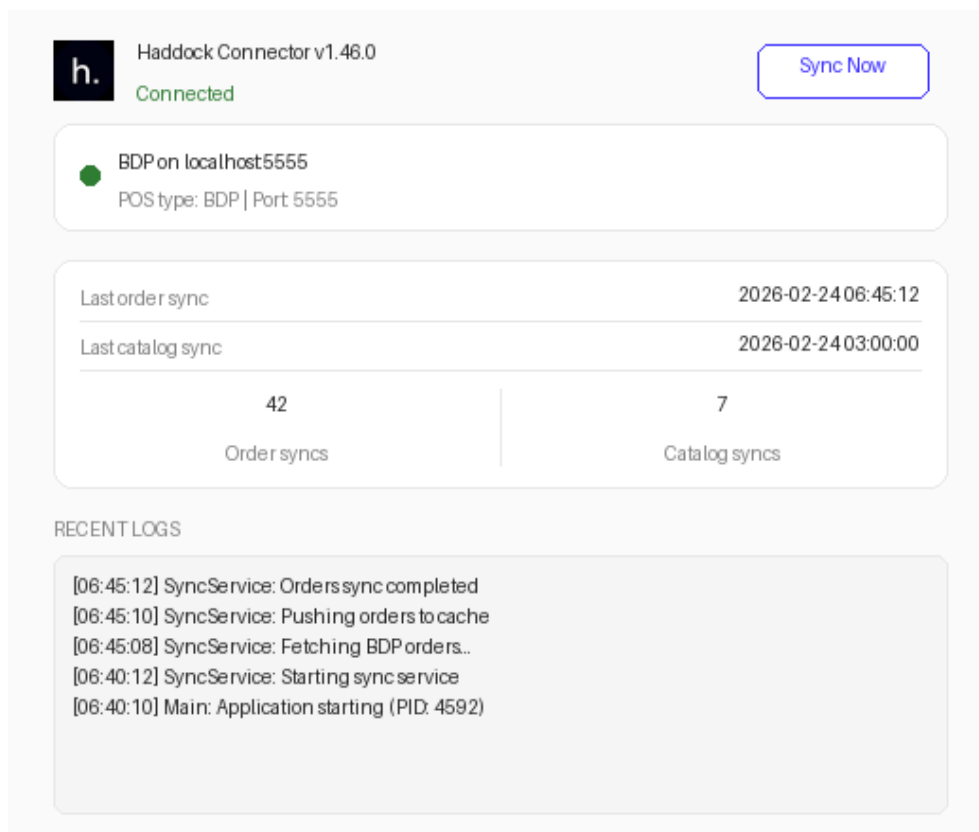 h.
Haddock Connector v1.46.0
Connected
Sync Now
BDP on localhost:5555
POS type: BDP | Port: 5555
Last order sync 2026-02-24 06:45:12
Last catalog sync 2026-02-24 03:00:00
42 7
Order syncs Catalog syncs
RECENT LOGS
[06:45:12] SyncService: Orders sync completed
[06:45:10] SyncService: Pushing orders to cache
[06:45:08] SyncService: Fetching BDP orders...
[06:40:12] SyncService: Starting sync service
[06:40:10] Main: Application starting (PID: 4592)